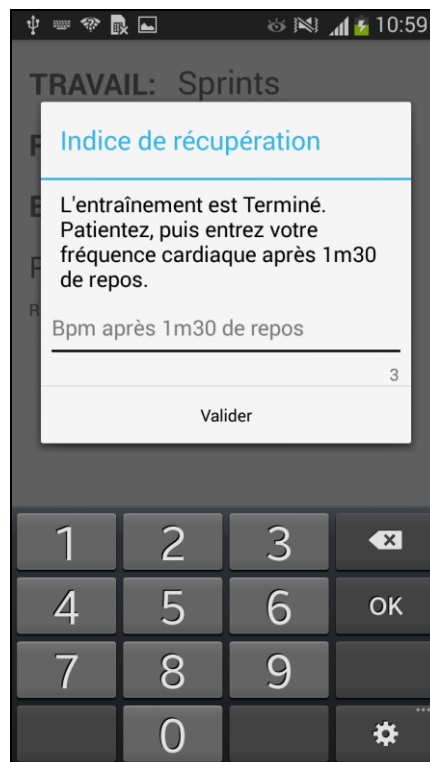 10:59
TRAVAIL: Sprints
Indice de récupération
L'entraînement est Terminé.
Patientez, puis entrez votre
fréquence cardiaque après 1m30
de repos.
Bpm après 1m30 de repos
3
Valider
1 2 3
4 5 6 OK
7 8 9
0